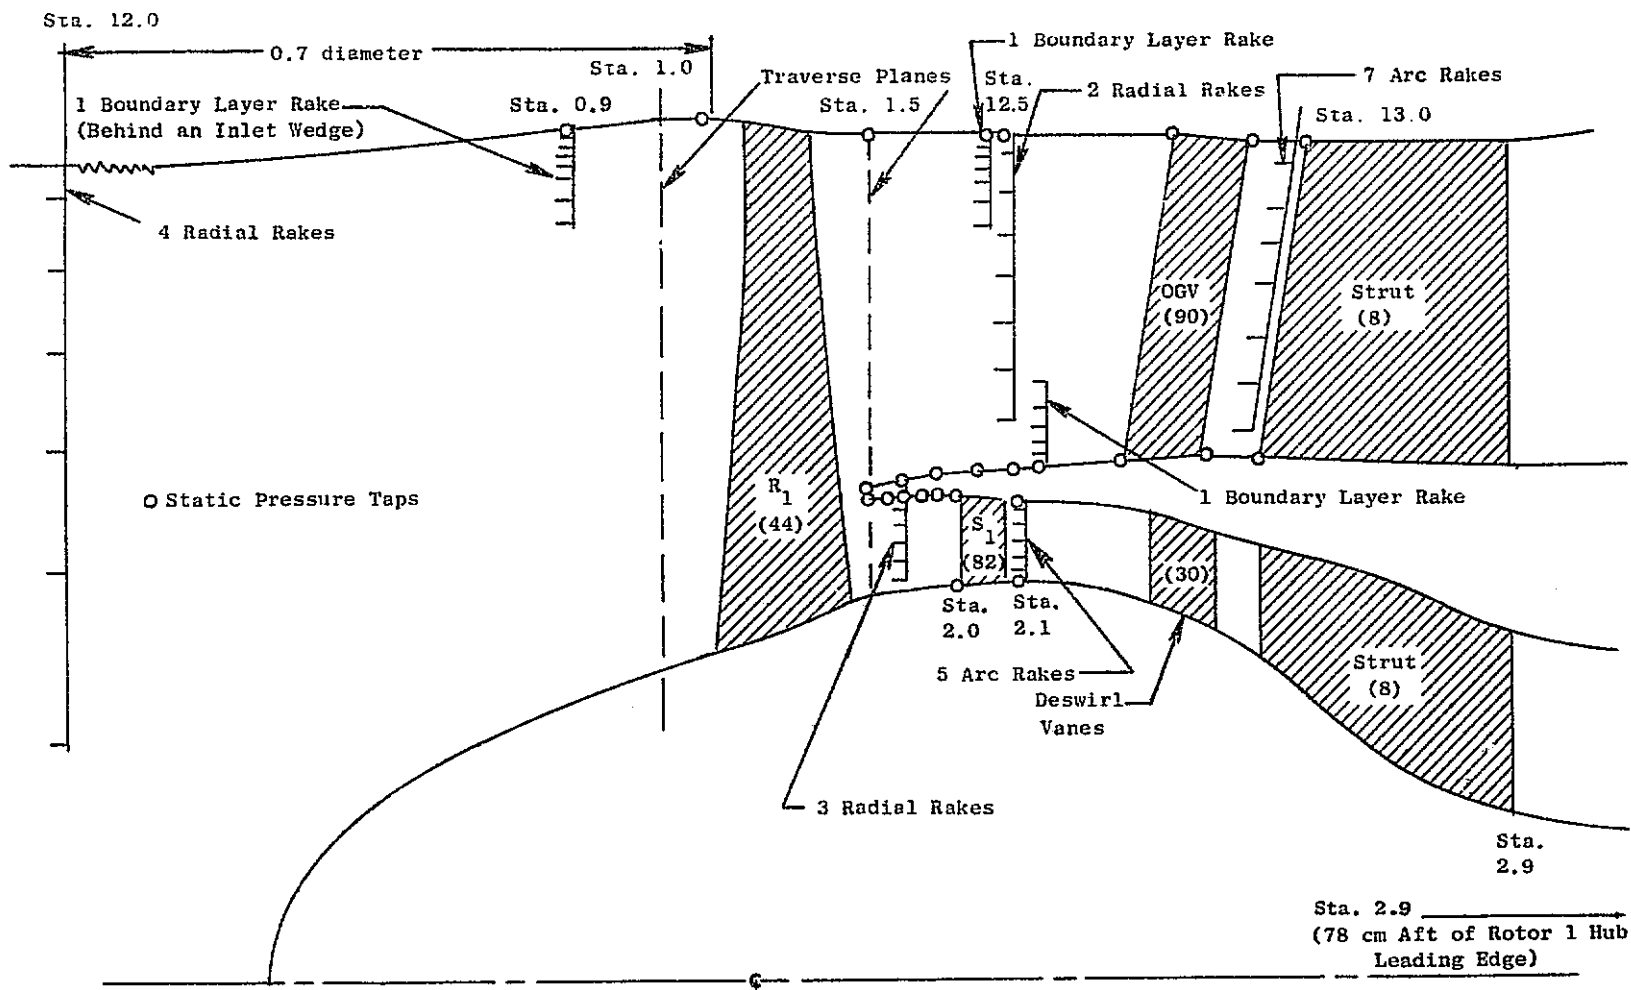 Sta. 12.0
0.7 diameter
Sta. 1.0
1 Boundary Layer Rake
(Behind an Inlet Wedge)
Sta. 0.9
Traverse Planes
Sta. 1.5
1 Boundary Layer Rake
Sta.
12.5
2 Radial Rakes
7 Arc Rakes
Sta. 13.0
4 Radial Rakes
OGV
(90)
Strut
(8)
O Static Pressure Taps
R1
(44)
S1
(82)
1 Boundary Layer Rake
(30)
Sta.
2.0
Sta.
2.1
5 Arc Rakes
Deswirl
Vanes
Strut
(8)
3 Radial Rakes
Sta.
2.9
Sta. 2.9
(78 cm Aft of Rotor 1 Hub
Leading Edge)
℄